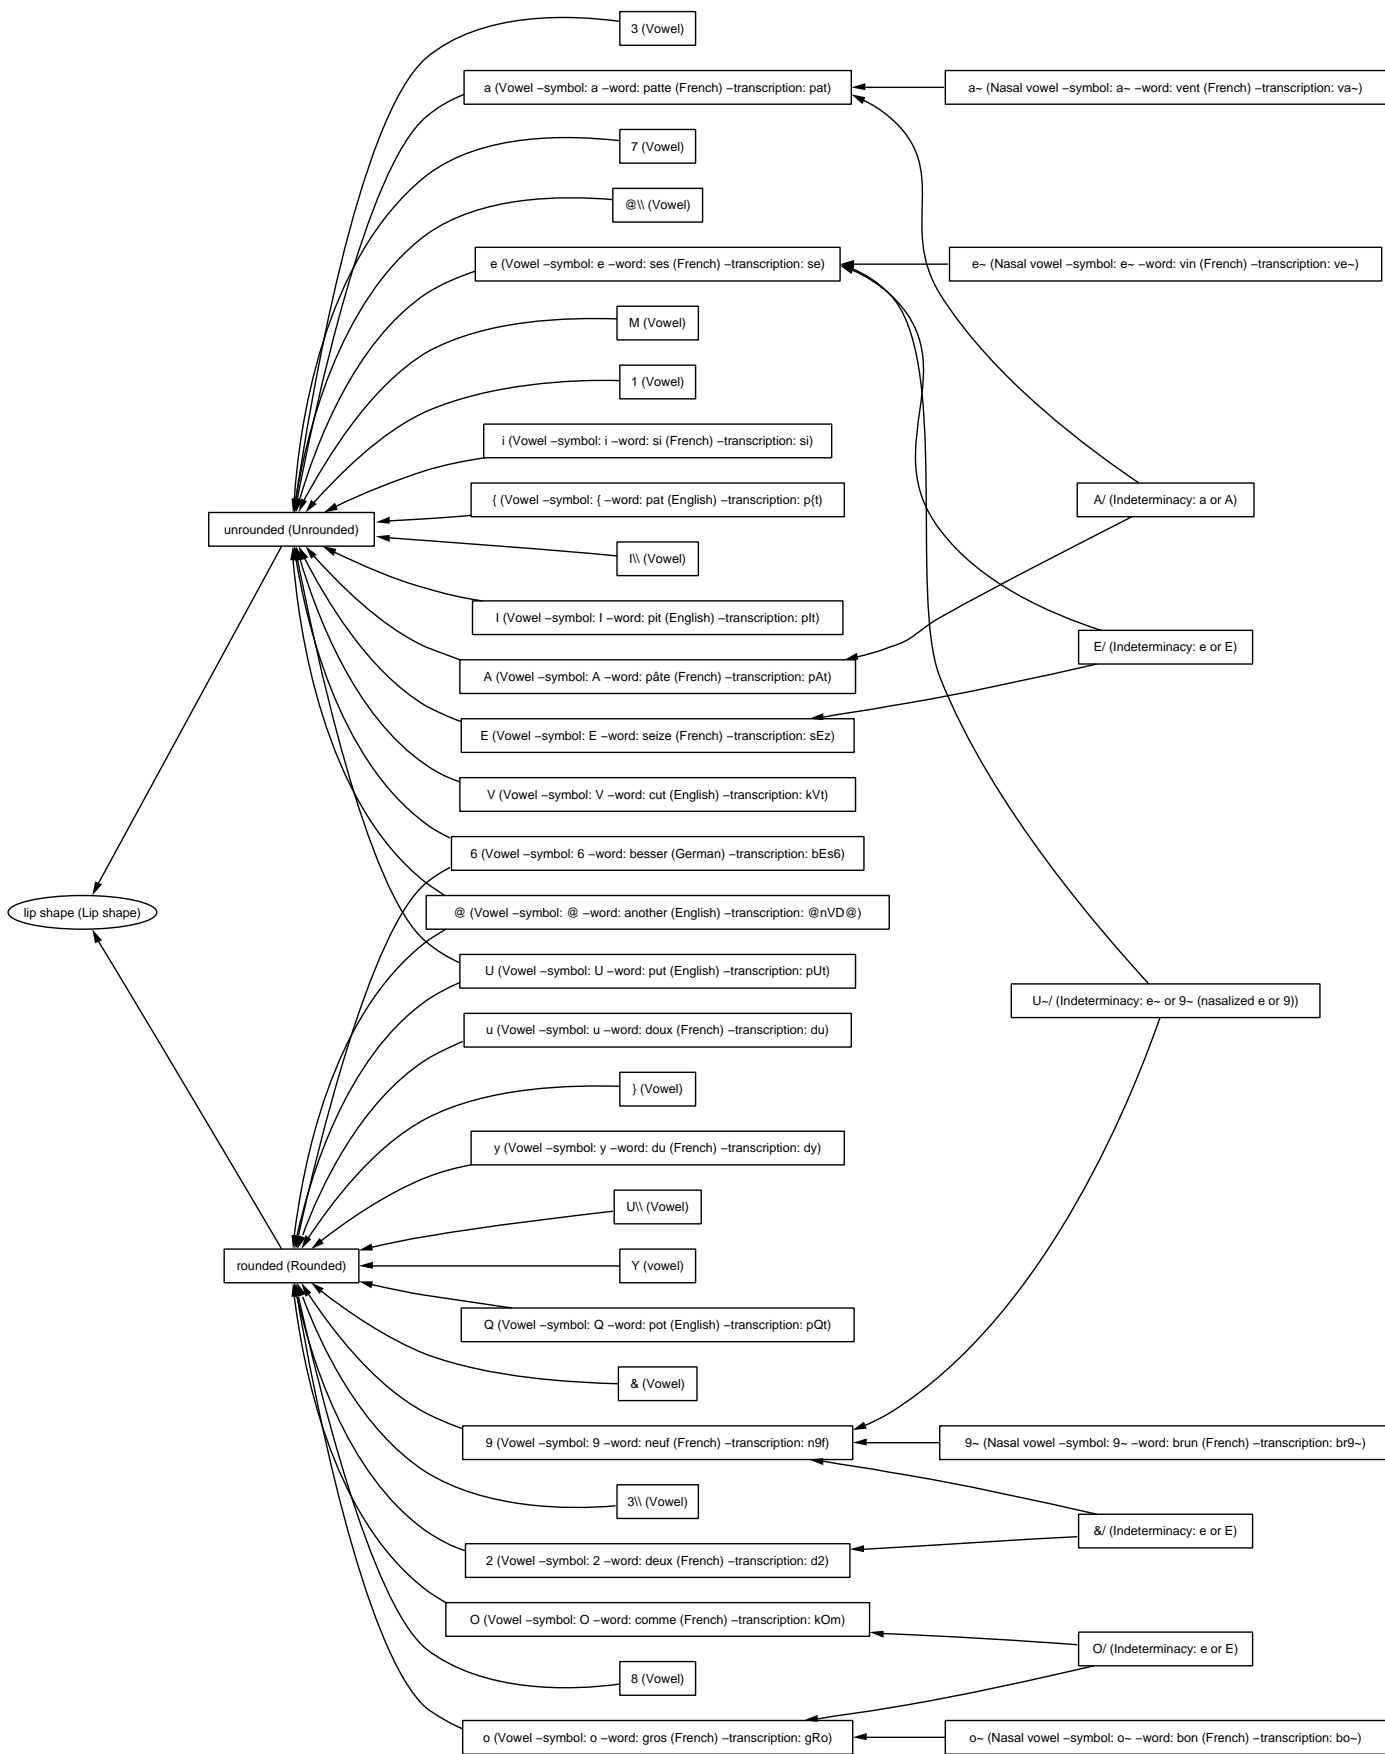 3 (Vowel)
a (Vowel −symbol: a −word: patte (French) −transcription: pat)
a~ (Nasal vowel −symbol: a~ −word: vent (French) −transcription: va~)
7 (Vowel)
@\\ (Vowel)
e (Vowel −symbol: e −word: ses (French) −transcription: se)
e~ (Nasal vowel −symbol: e~ −word: vin (French) −transcription: ve~)
M (Vowel)
1 (Vowel)
i (Vowel −symbol: i −word: si (French) −transcription: si)
{ (Vowel −symbol: { −word: pat (English) −transcription: p{t)
A/ (Indeterminacy: a or A)
unrounded (Unrounded)
I\\ (Vowel)
I (Vowel −symbol: I −word: pit (English) −transcription: pIt)
E/ (Indeterminacy: e or E)
A (Vowel −symbol: A −word: pâte (French) −transcription: pAt)
E (Vowel −symbol: E −word: seize (French) −transcription: sEz)
V (Vowel −symbol: V −word: cut (English) −transcription: kVt)
6 (Vowel −symbol: 6 −word: besser (German) −transcription: bEs6)
lip shape (Lip shape)
@ (Vowel −symbol: @ −word: another (English) −transcription: @nVD@)
U (Vowel −symbol: U −word: put (English) −transcription: pUt)
U~/ (Indeterminacy: e~ or 9~ (nasalized e or 9))
u (Vowel −symbol: u −word: doux (French) −transcription: du)
} (Vowel)
y (Vowel −symbol: y −word: du (French) −transcription: dy)
U\\ (Vowel)
rounded (Rounded)
Y (vowel)
Q (Vowel −symbol: Q −word: pot (English) −transcription: pQt)
& (Vowel)
9 (Vowel −symbol: 9 −word: neuf (French) −transcription: n9f)
9~ (Nasal vowel −symbol: 9~ −word: brun (French) −transcription: br9~)
3\\ (Vowel)
&/ (Indeterminacy: e or E)
2 (Vowel −symbol: 2 −word: deux (French) −transcription: d2)
O (Vowel −symbol: O −word: comme (French) −transcription: kOm)
O/ (Indeterminacy: e or E)
8 (Vowel)
o (Vowel −symbol: o −word: gros (French) −transcription: gRo)
o~ (Nasal vowel −symbol: o~ −word: bon (French) −transcription: bo~)